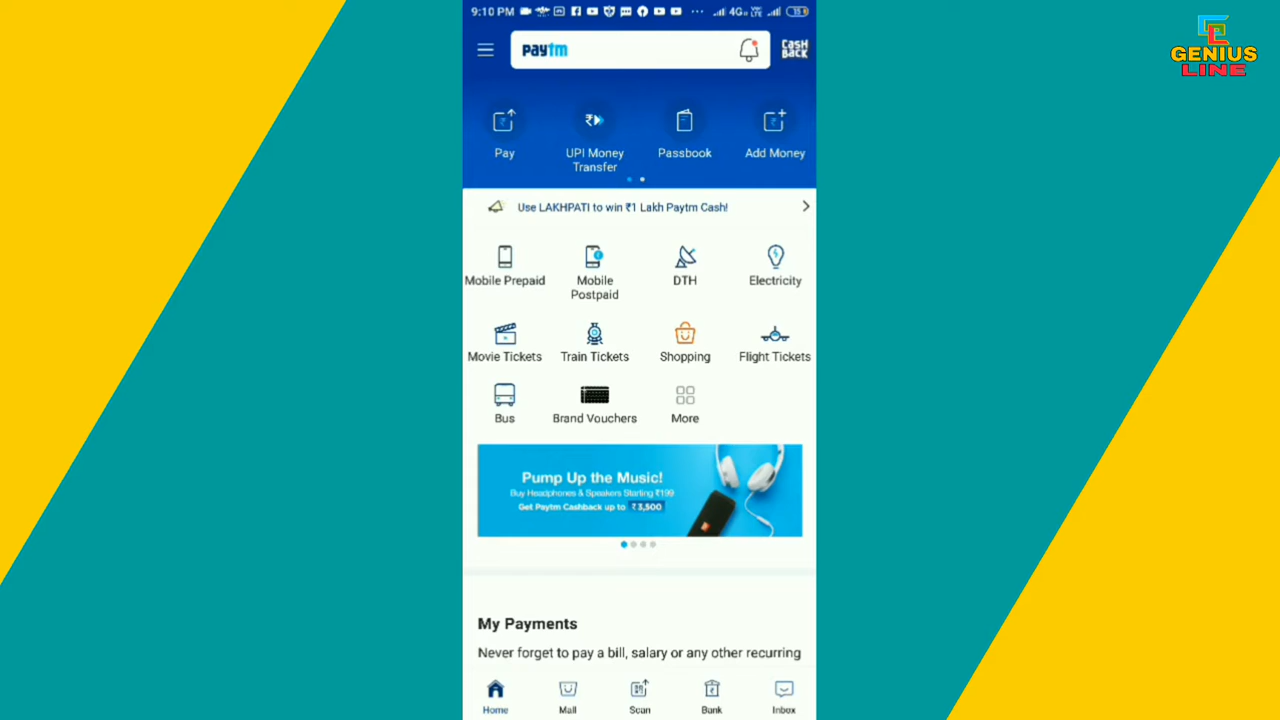 9:10 PM
4G
VoLTE
15
GENIUS
LINE
paytm
CASH
BACK
Pay
UPI Money
Transfer
Passbook
Add Money
Use LAKHPATI to win ₹1 Lakh Paytm Cash!
Mobile Prepaid
Mobile
Postpaid
DTH
Electricity
Movie Tickets
Train Tickets
Shopping
Flight Tickets
Bus
Brand Vouchers
More
Pump Up the Music!
Buy Headphones & Speakers Starting ₹199
Get Paytm Cashback up to ₹3,500
My Payments
Never forget to pay a bill, salary or any other recurring
Home
Mall
Scan
Bank
Inbox